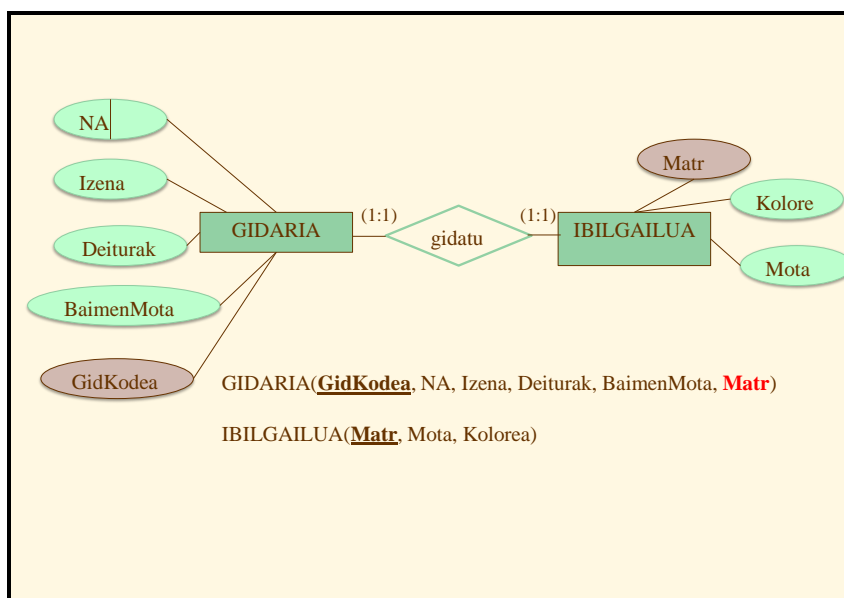 NA
Matr
Izena
Kolore
(1:1)
(1:1)
GIDARIA
gidatu
IBILGAILUA
Deiturak
Mota
BaimenMota
GidKodea
GIDARIA(GidKodea, NA, Izena, Deiturak, BaimenMota, Matr)
IBILGAILUA(Matr, Mota, Kolorea)